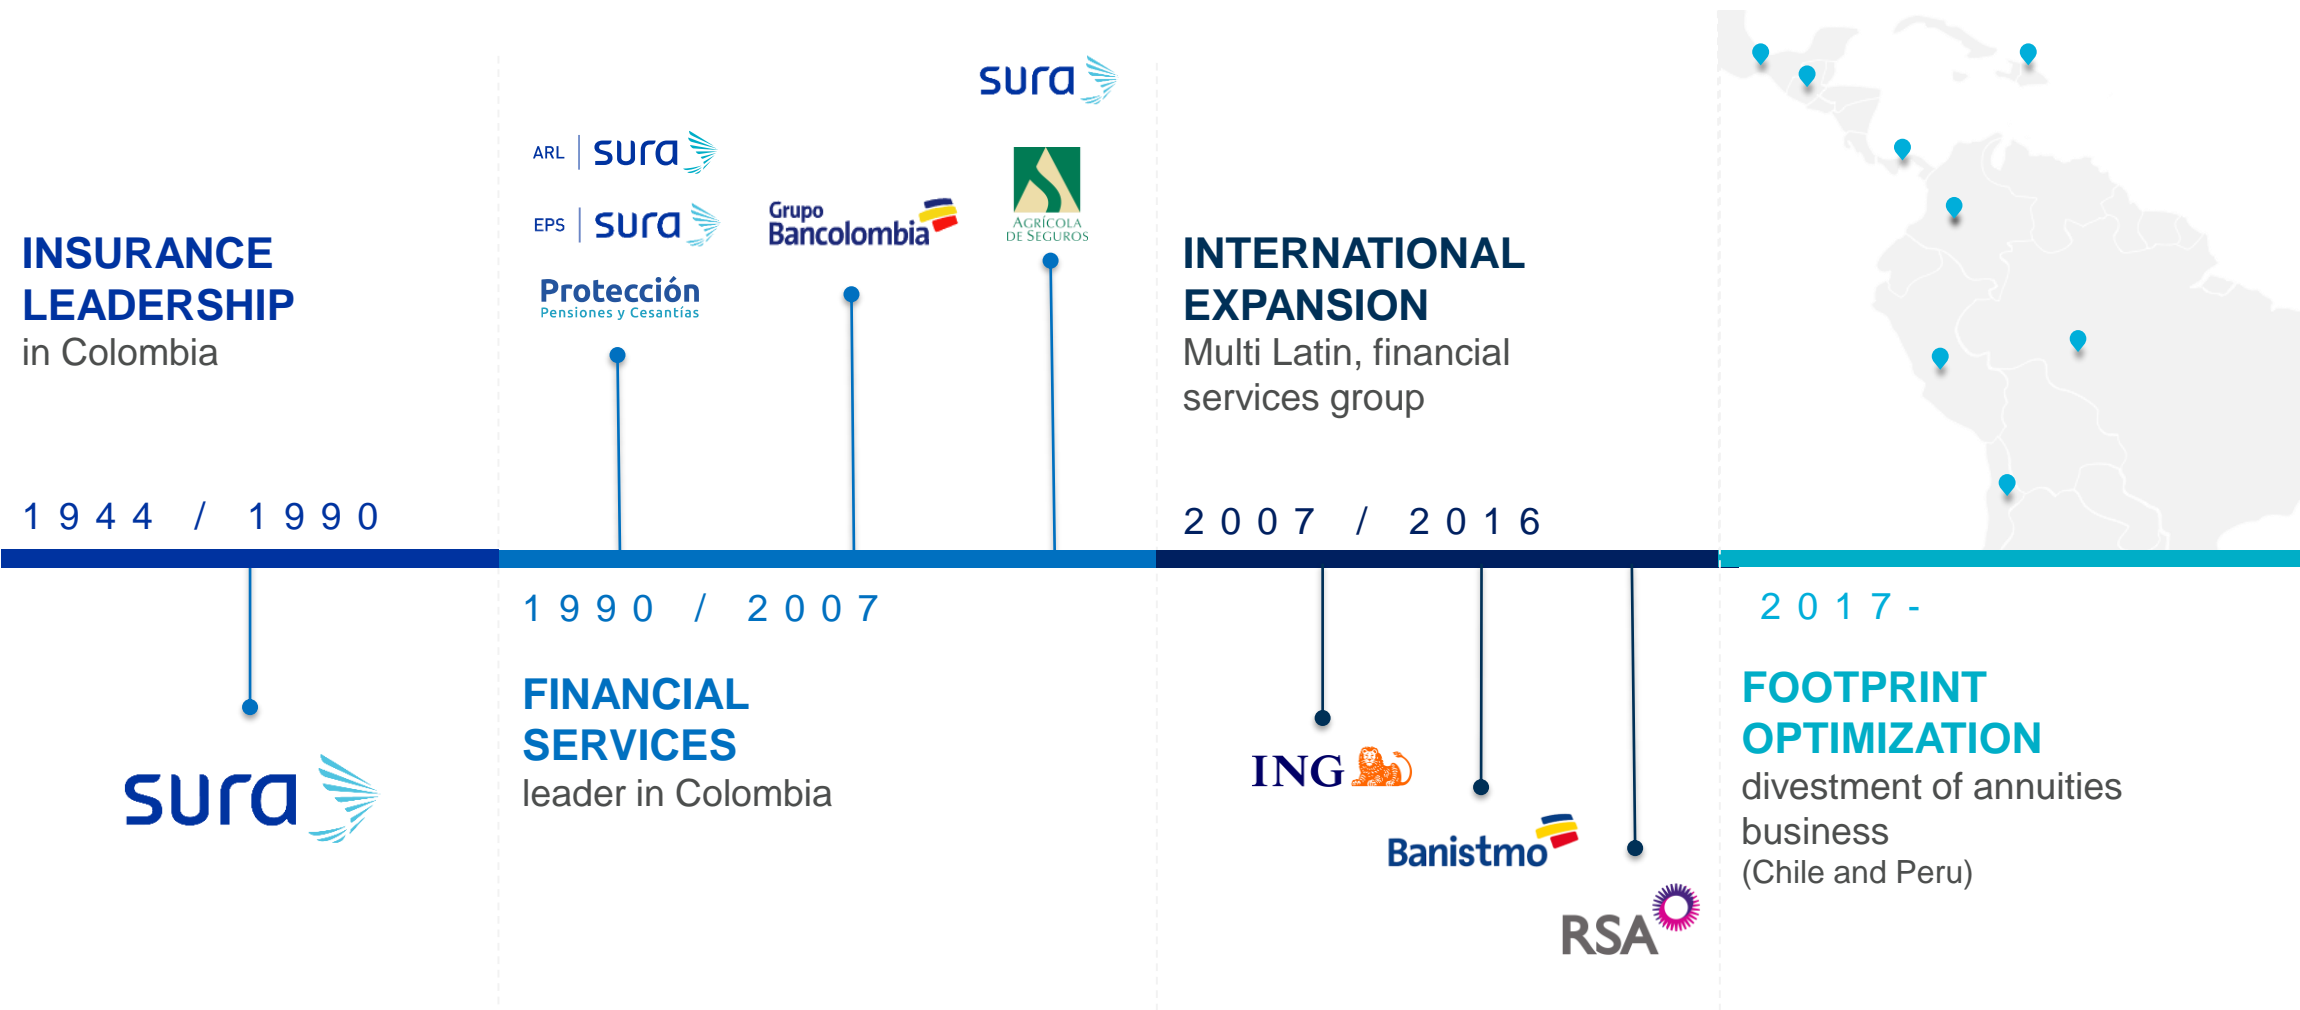 INSURANCE
LEADERSHIP
in Colombia
1944 / 1990
sura
ARL | sura
EPS | sura
Protección
Pensiones y Cesantías
Grupo
Bancolombia
sura
AGRÍCOLA
DE SEGUROS
1990 / 2007
FINANCIAL
SERVICES
leader in Colombia
INTERNATIONAL
EXPANSION
Multi Latin, financial
services group
2007 / 2016
ING
Banistmo
RSA
2017-
FOOTPRINT
OPTIMIZATION
divestment of annuities
business
(Chile and Peru)